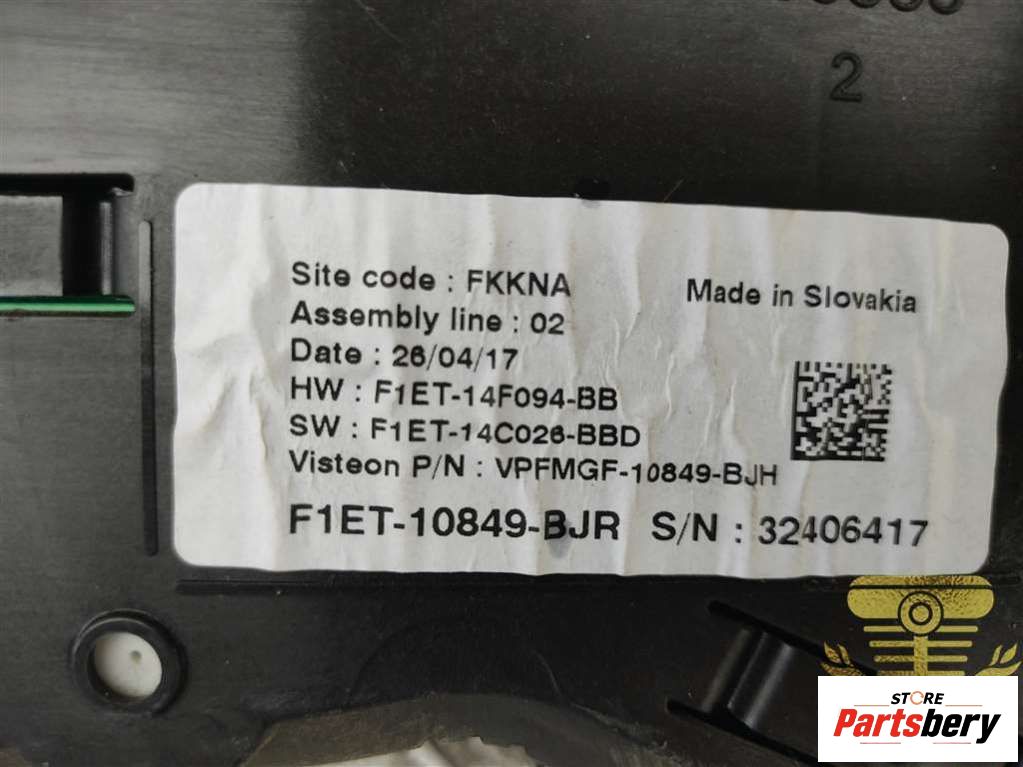 2
Site code : FKKNA
Made in Slovakia
Assembly line : 02
Date : 26/04/17
HW : F1ET-14F094-BB
SW : F1ET-14C026-BBD
Visteon P/N : VPFMGF-10849-BJH
F1ET-10849-BJR S/N : 32406417
STORE
Partsbery